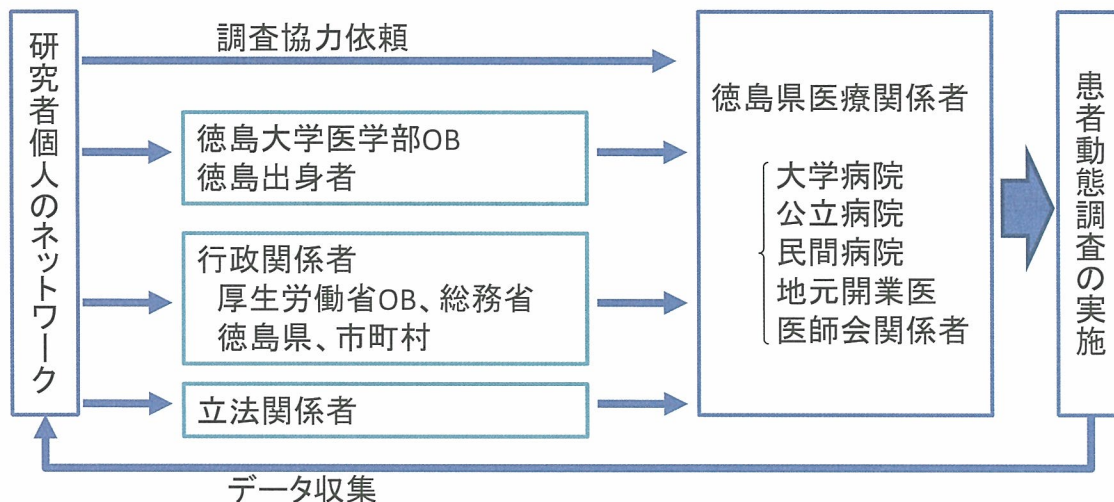 研究者個人のネットワーク
調査協力依頼
徳島大学医学部OB
徳島出身者
行政関係者
厚生労働省OB、総務省
徳島県、市町村
立法関係者
徳島県医療関係者
大学病院
公立病院
民間病院
地元開業医
医師会関係者
患者動態調査の実施
データ収集